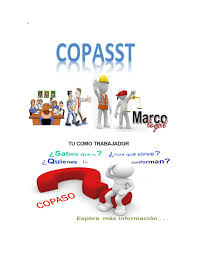 COPASST
Marco
legal
TU COMO TRABAJADOR
¿Sabes que es? ¿Para qué sirve?
¿Quienes lo conforman?
COPASO
Espera más información . . .